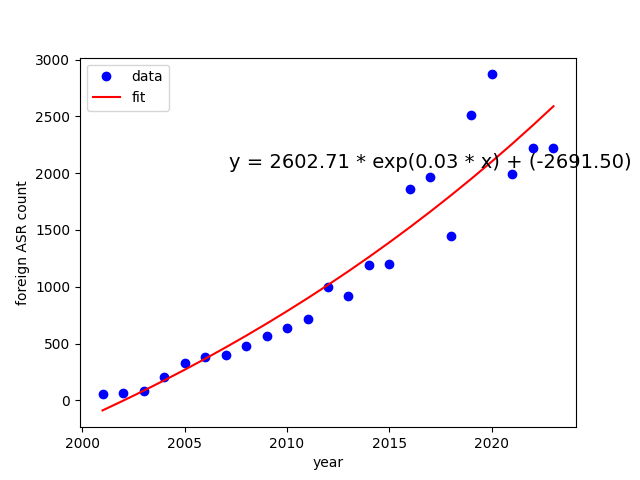 3000
2500
2000
1500
1000
500
0
foreign ASR count
data
fit
y = 2602.71 * exp(0.03 * x) + (-2691.50)
2000 2005 2010 2015 2020
year